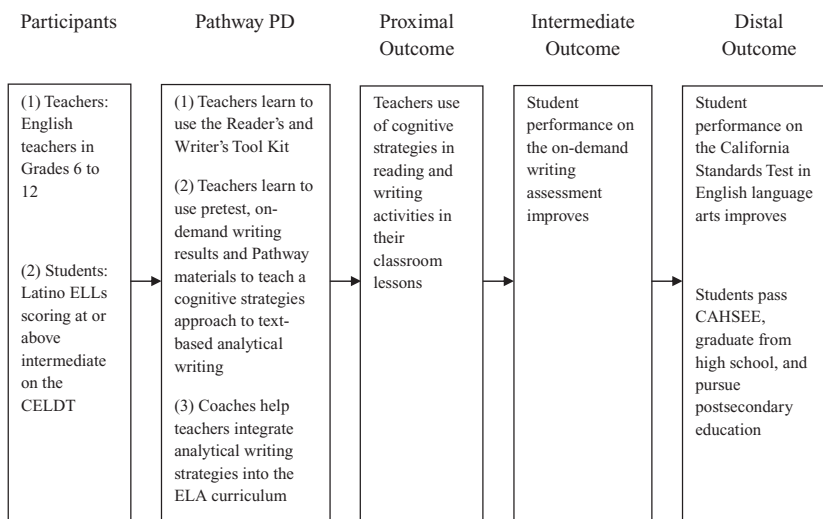 Participants
Pathway PD
Proximal
Outcome
Intermediate
Outcome
Distal
Outcome
(1) Teachers:
English
teachers in
Grades 6 to
12
(2) Students:
Latino ELLs
scoring at or
above
intermediate
on the
CELDT
(1) Teachers learn to
use the Reader's and
Writer's Tool Kit
(2) Teachers learn to
use pretest, on-
demand writing
results and Pathway
materials to teach a
cognitive strategies
approach to text-
based analytical
writing
(3) Coaches help
teachers integrate
analytical writing
strategies into the
ELA curriculum
Teachers use
of cognitive
strategies in
reading and
writing
activities in
their
classroom
lessons
Student
performance on
the on-demand
writing
assessment
improves
Student
performance on
the California
Standards Test in
English language
arts improves
Students pass
CAHSEE,
graduate from
high school, and
pursue
postsecondary
education